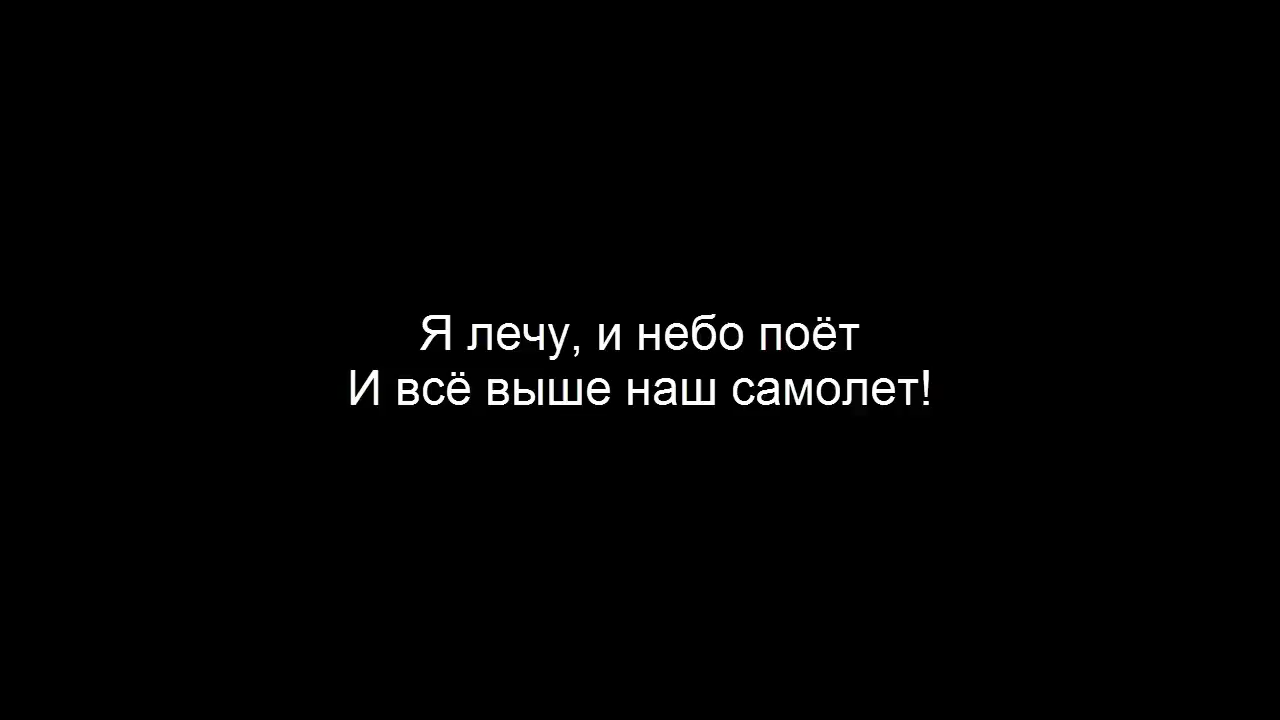 Я лечу, и небо поёт
И всё выше наш самолет!